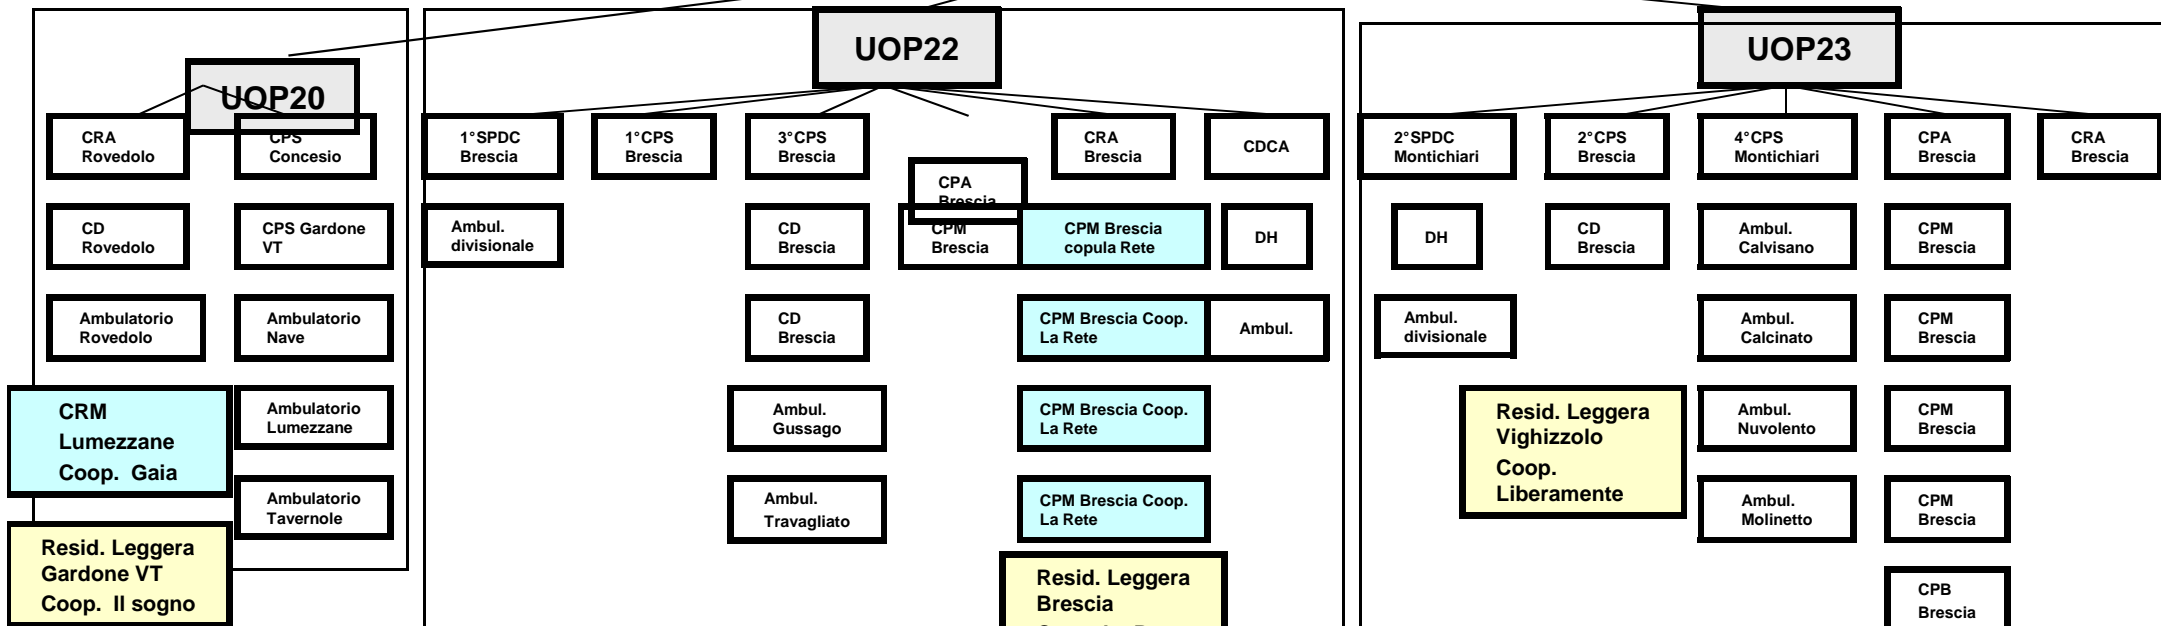 UOP20
CRA
Rovedolo
CPS
Concesio
CD
Rovedolo
CPS Gardone
VT
Ambulatorio
Rovedolo
Ambulatorio
Nave
CRM
Lumezzane
Coop. Gaia
Ambulatorio
Lumezzane
Ambulatorio
Tavernole
Resid. Leggera
Gardone VT
Coop. Il sogno
UOP22
1°SPDC
Brescia
1°CPS
Brescia
3°CPS
Brescia
CPA
Brescia
CRA
Brescia
CDCA
Ambul.
divisionale
CD
Brescia
CPM
Brescia
CPM Brescia
copula Rete
DH
CD
Brescia
CPM Brescia Coop.
La Rete
Ambul.
Ambul.
Gussago
CPM Brescia Coop.
La Rete
Ambul.
Travagliato
CPM Brescia Coop.
La Rete
Resid. Leggera
Brescia
UOP23
2°SPDC
Montichiari
2°CPS
Brescia
4°CPS
Montichiari
CPA
Brescia
CRA
Brescia
DH
CD
Brescia
Ambul.
Calvisano
CPM
Brescia
Ambul.
divisionale
Ambul.
Calcinato
CPM
Brescia
Resid. Leggera
Vighizzolo
Coop.
Liberamente
Ambul.
Nuvolento
CPM
Brescia
Ambul.
Molinetto
CPM
Brescia
CPB
Brescia